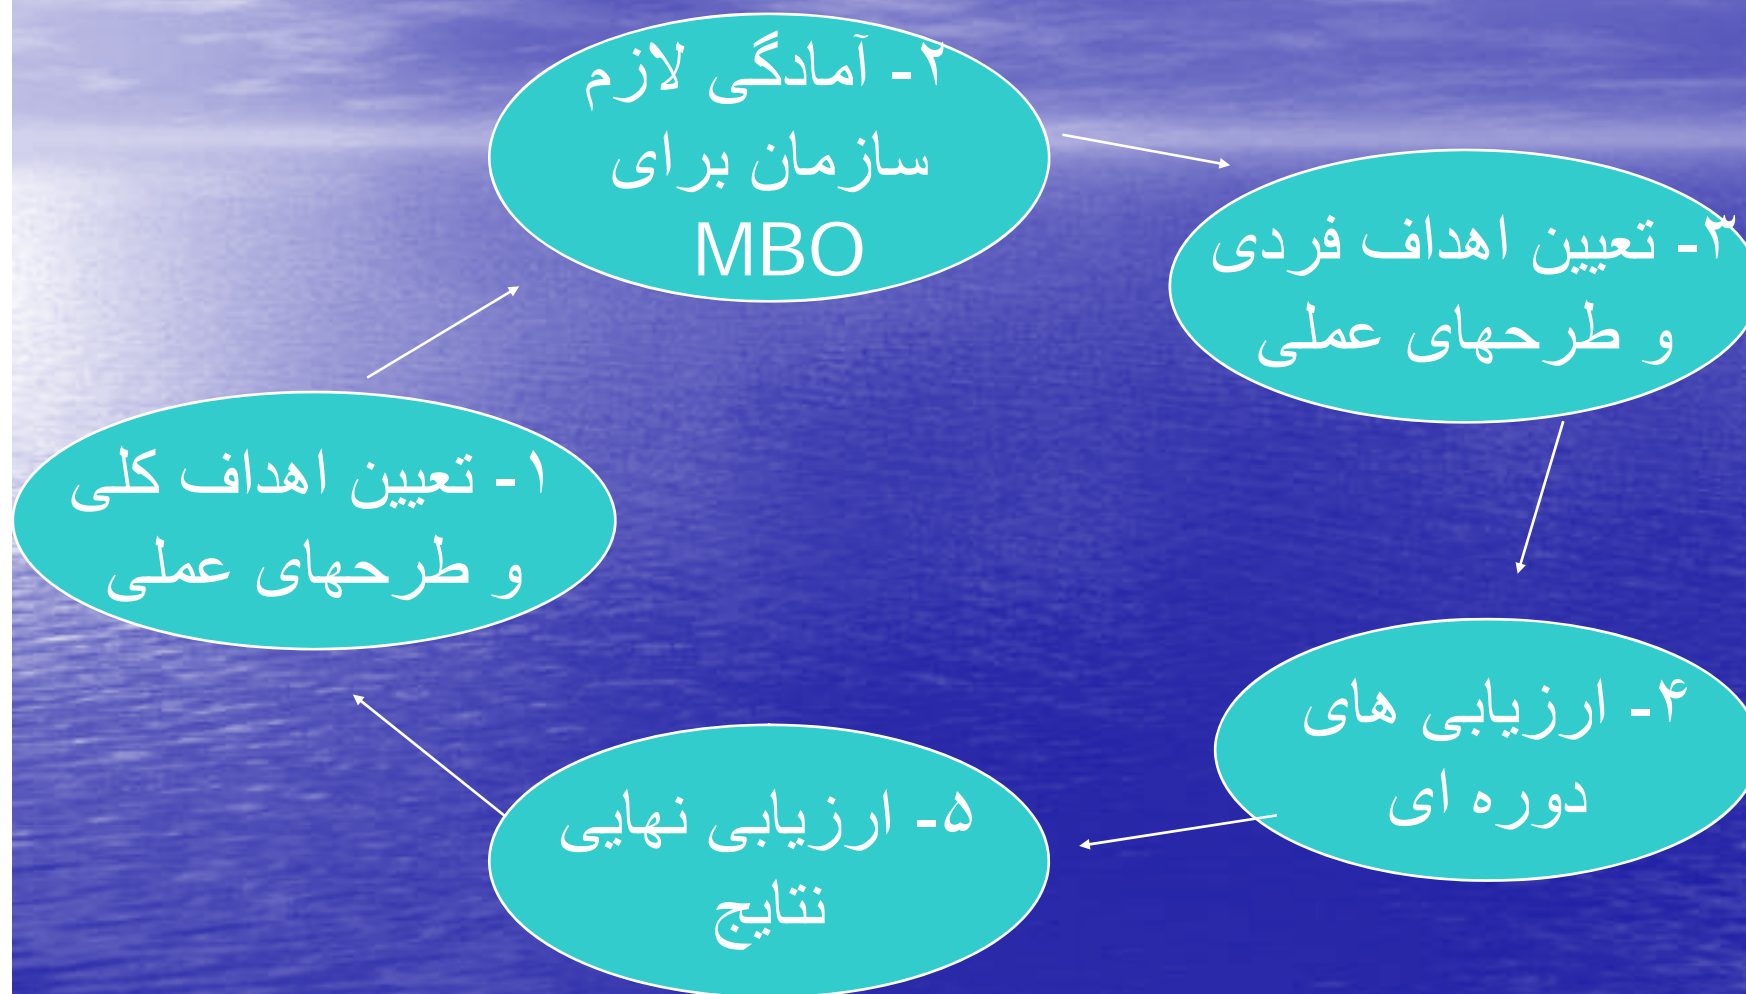 ۱- تعیین اهداف کلی
و طرحهای عملی
۲- آمادگی لازم
سازمان برای
MBO
۳- تعیین اهداف فردی
و طرحهای عملی
۴- ارزیابی های
دوره ای
۵- ارزیابی نهایی
نتایج